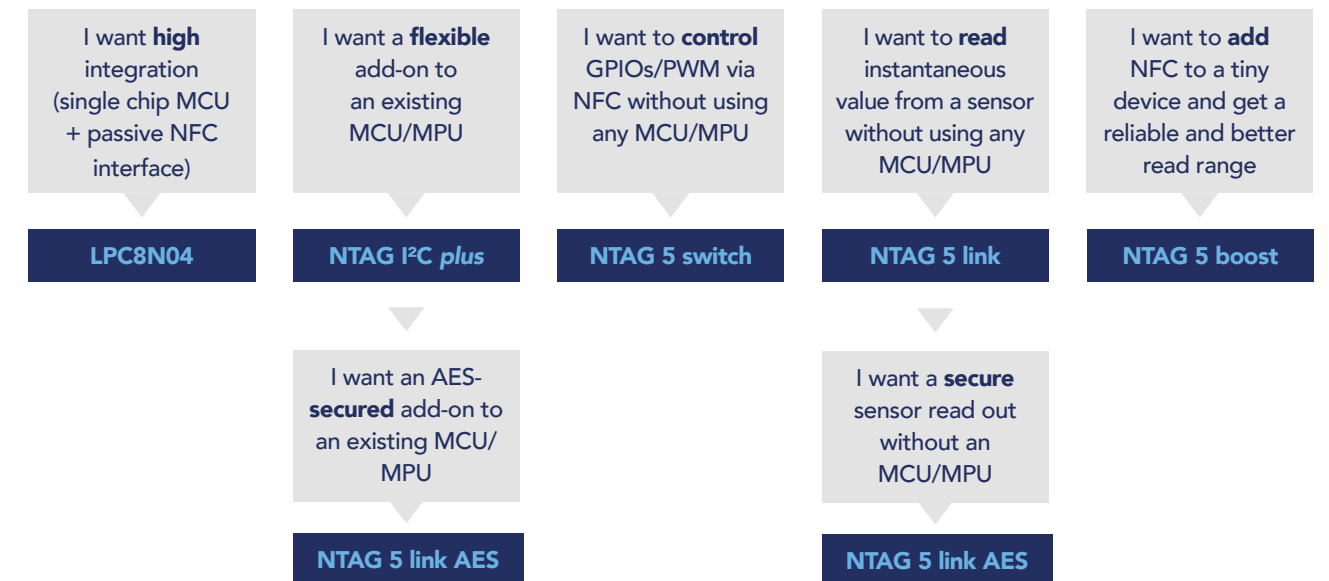 I want high
integration
(single chip MCU
+ passive NFC
interface)
LPC8N04
I want a flexible
add-on to
an existing
MCU/MPU
NTAG I²C plus
I want an AES-
secured add-on to
an existing MCU/
MPU
NTAG 5 link AES
I want to control
GPIOs/PWM via
NFC without using
any MCU/MPU
NTAG 5 switch
I want to read
instantaneous
value from a sensor
without using any
MCU/MPU
NTAG 5 link
I want a secure
sensor read out
without an
MCU/MPU
NTAG 5 link AES
I want to add
NFC to a tiny
device and get a
reliable and better
read range
NTAG 5 boost